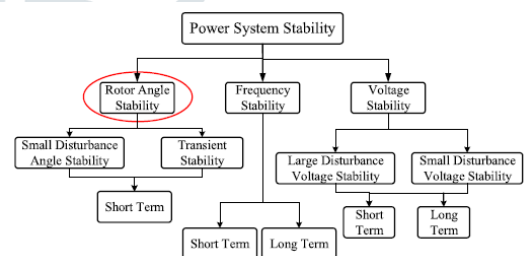 Power System Stability
Rotor Angle
Stability
Frequency
Stability
Voltage
Stability
Small Disturbance
Angle Stability
Transient
Stability
Large Disturbance
Voltage Stability
Small Disturbance
Voltage Stability
Short Term
Short
Term
Long
Term
Short Term
Long Term